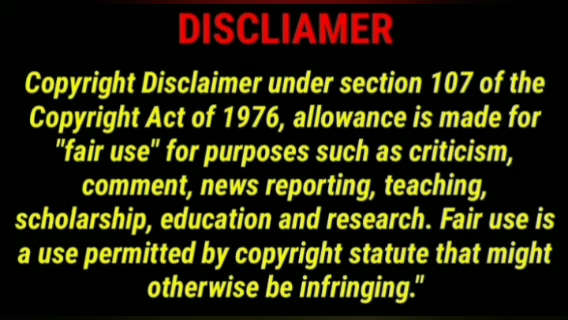 DISCLIAMER
Copyright Disclaimer under section 107 of the
Copyright Act of 1976, allowance is made for
"fair use" for purposes such as criticism,
comment, news reporting, teaching,
scholarship, education and research. Fair use is
a use permitted by copyright statute that might
otherwise be infringing."